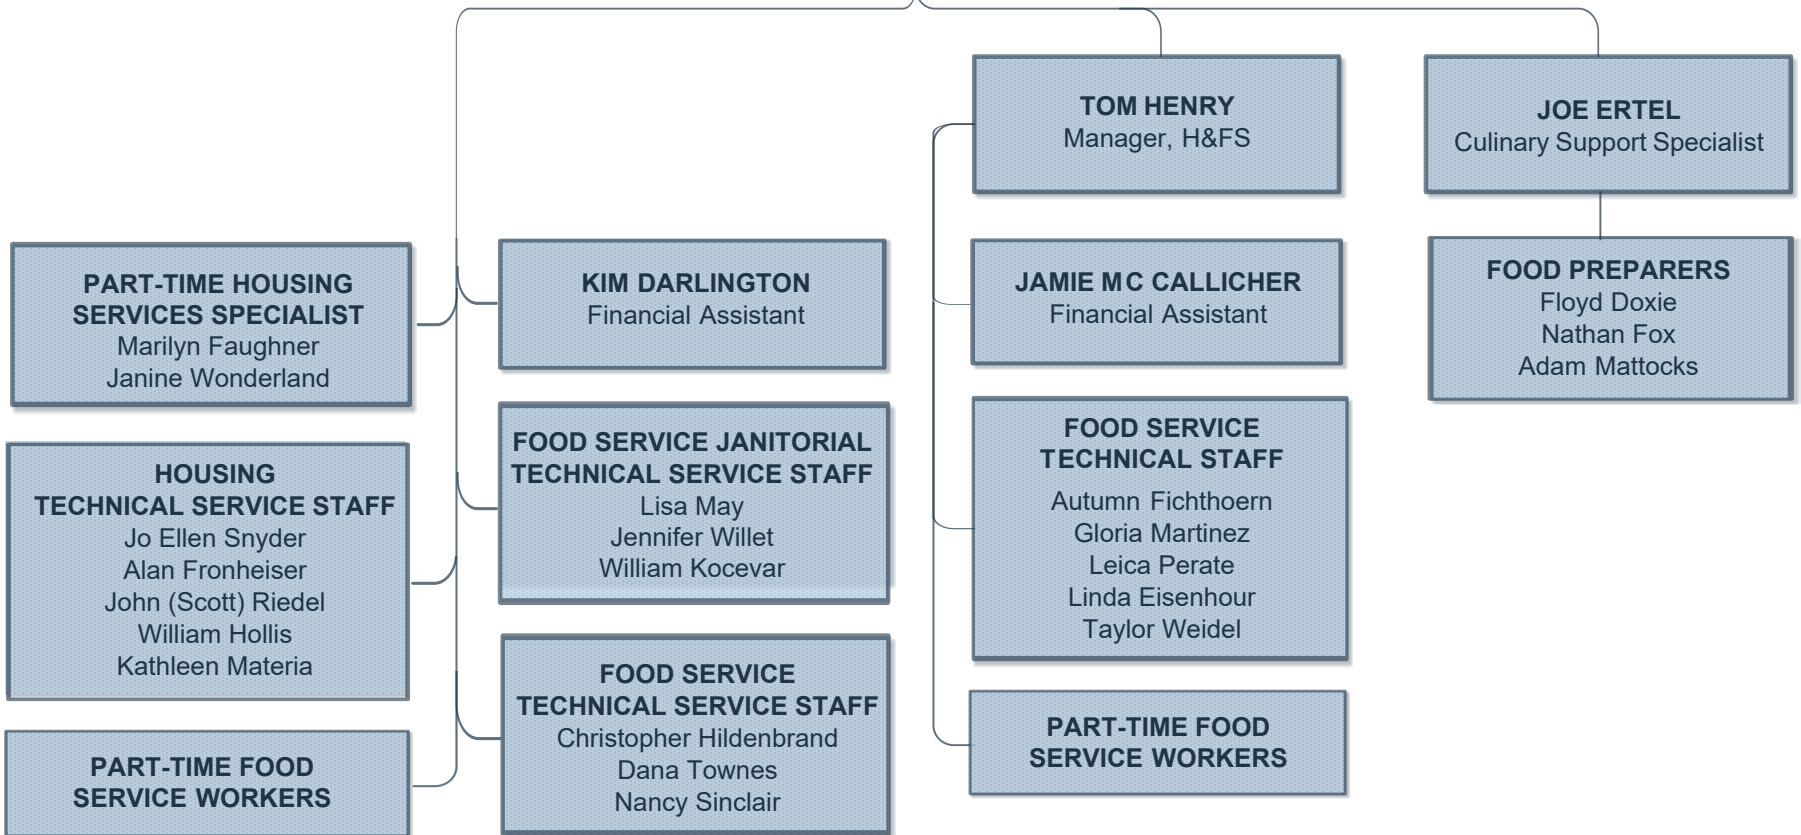 TOM HENRY
Manager, H&FS
JOE ERTEL
Culinary Support Specialist
PART-TIME HOUSING
SERVICES SPECIALIST
Marilyn Faughner
Janine Wonderland
KIM DARLINGTON
Financial Assistant
JAMIE MC CALLICHER
Financial Assistant
FOOD PREPARERS
Floyd Doxie
Nathan Fox
Adam Mattocks
HOUSING
TECHNICAL SERVICE STAFF
Jo Ellen Snyder
Alan Fronheiser
John (Scott) Riedel
William Hollis
Kathleen Materia
FOOD SERVICE JANITORIAL
TECHNICAL SERVICE STAFF
Lisa May
Jennifer Willet
William Kocevar
FOOD SERVICE
TECHNICAL STAFF
Autumn Fichthoern
Gloria Martinez
Leica Perate
Linda Eisenhour
Taylor Weidel
PART-TIME FOOD
SERVICE WORKERS
FOOD SERVICE
TECHNICAL SERVICE STAFF
Christopher Hildenbrand
Dana Townes
Nancy Sinclair
PART-TIME FOOD
SERVICE WORKERS